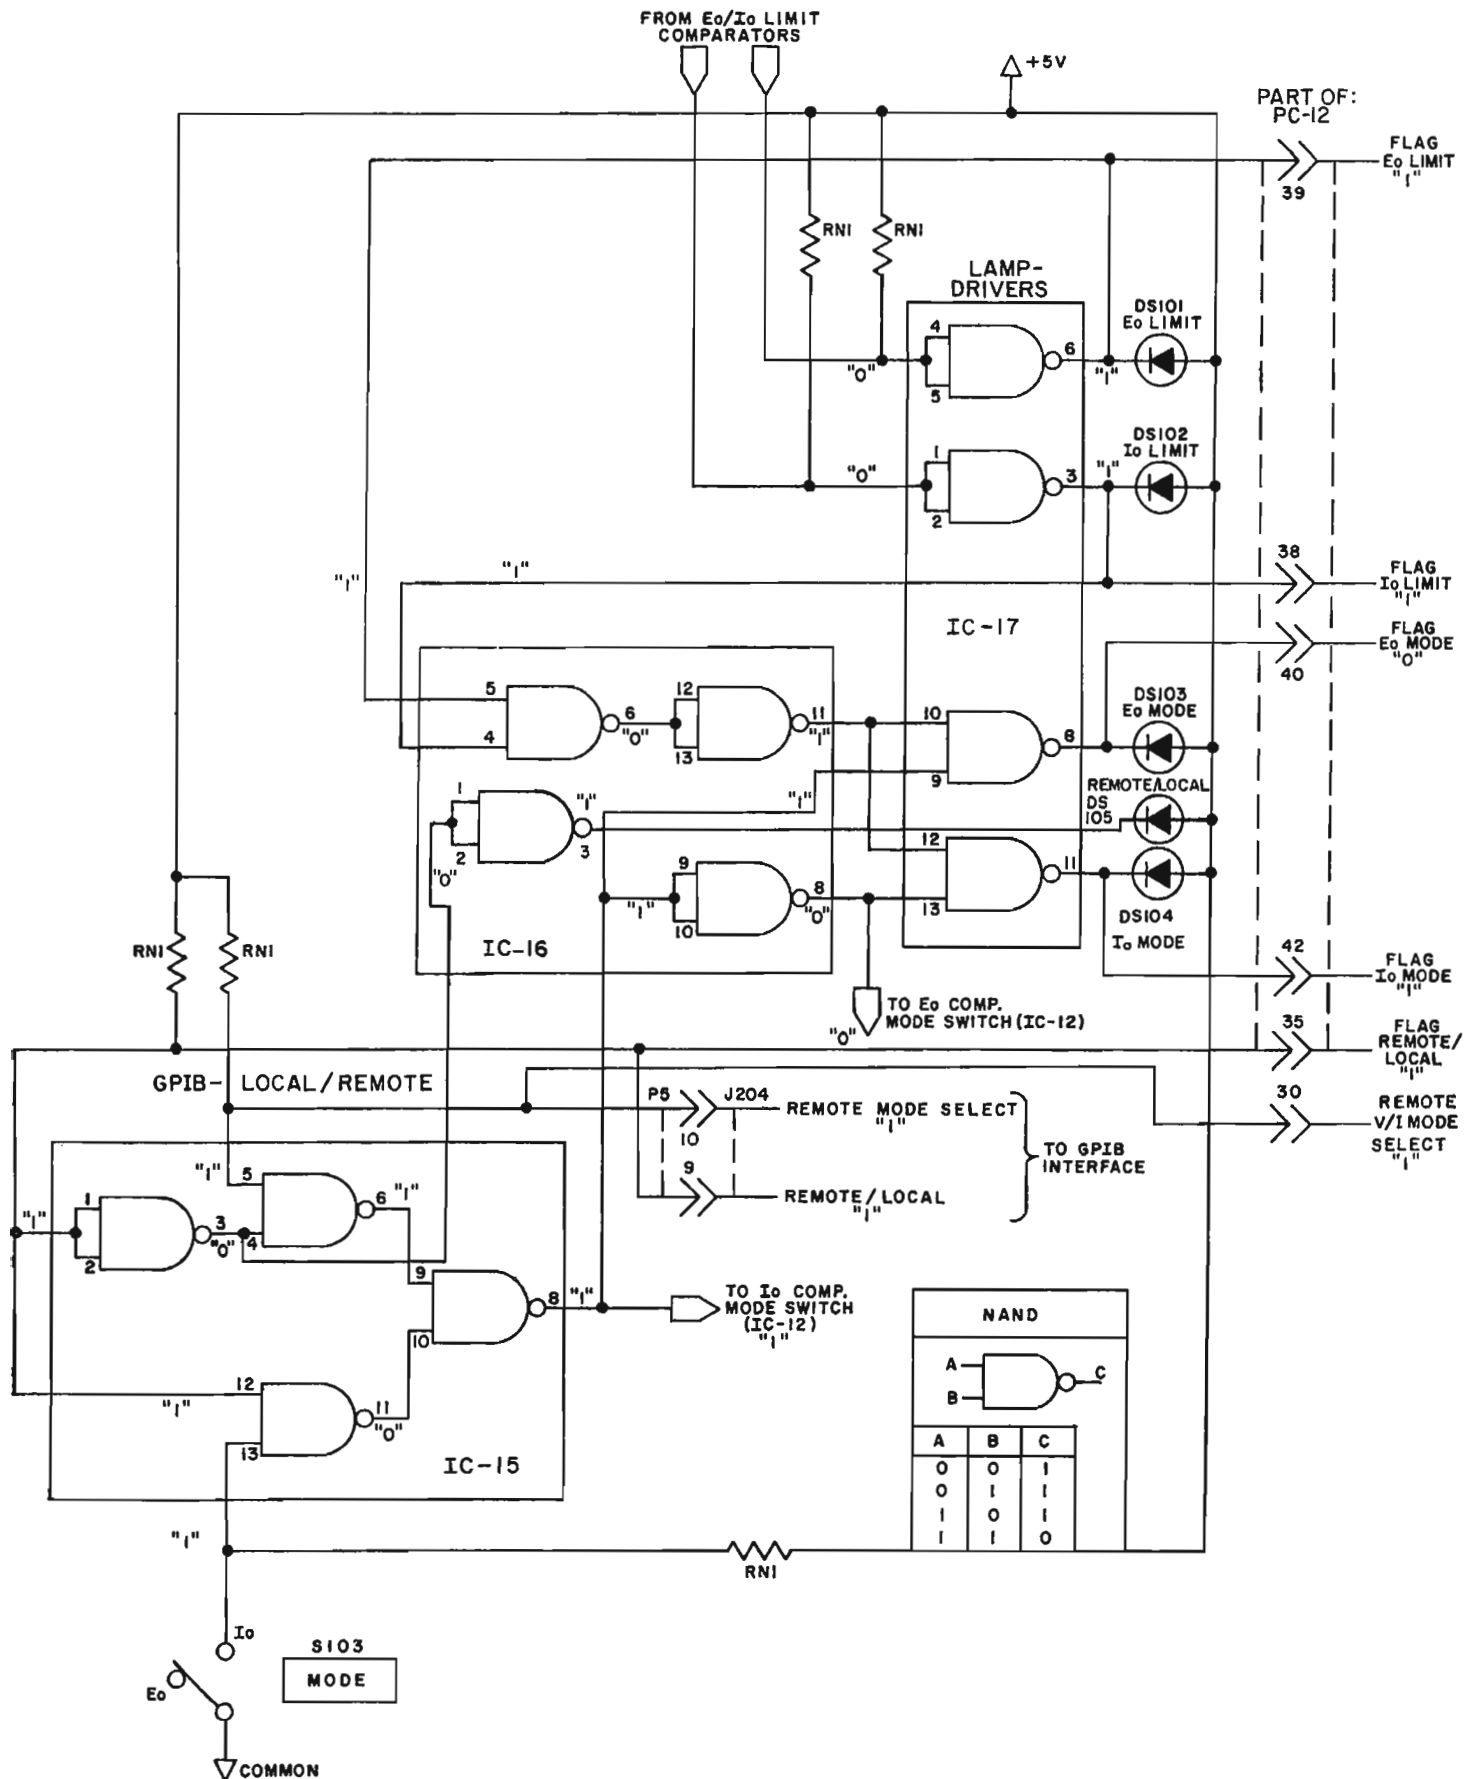 FROM Eo/Io LIMIT
COMPARATORS
+5V
PART OF:
PC-12
FLAG
Eo LIMIT
"1"
39
RN1
RN1
LAMP-
DRIVERS
DS101
Eo LIMIT
4
5
6
"0"
"1"
DS102
Io LIMIT
1
2
3
"0"
"1"
"1"
"1"
38
FLAG
Io LIMIT
"1"
IC-17
FLAG
Eo MODE
"0"
40
5
4
6
"0"
12
13
11
"1"
10
9
8
DS103
Eo MODE
REMOTE/LOCAL
DS
105
1
2
"0"
"1"
3
"1"
12
13
11
9
10
"1"
8
"0"
DS104
Io MODE
IC-16
RN1
RN1
42
FLAG
Io MODE
"1"
TO Eo COMP.
MODE SWITCH (IC-12)
"0"
35
FLAG
REMOTE/
LOCAL
"1"
GPIB- LOCAL/REMOTE
P5
J204
10
REMOTE MODE SELECT
"1"
30
REMOTE
V/I MODE
SELECT
"1"
TO GPIB
INTERFACE
9
REMOTE/LOCAL
"1"
"1"
1
2
3
"0"
"1"
5
4
6
"1"
9
10
8
"1"
TO Io COMP.
MODE SWITCH
(IC-12)
"1"
12
"1"
13
11
"0"
IC-15
NAND
A
B
C
A B C
0 0 1
0 1 1
1 0 1
1 1 0
"1"
RN1
Io
Eo
S103
MODE
COMMON